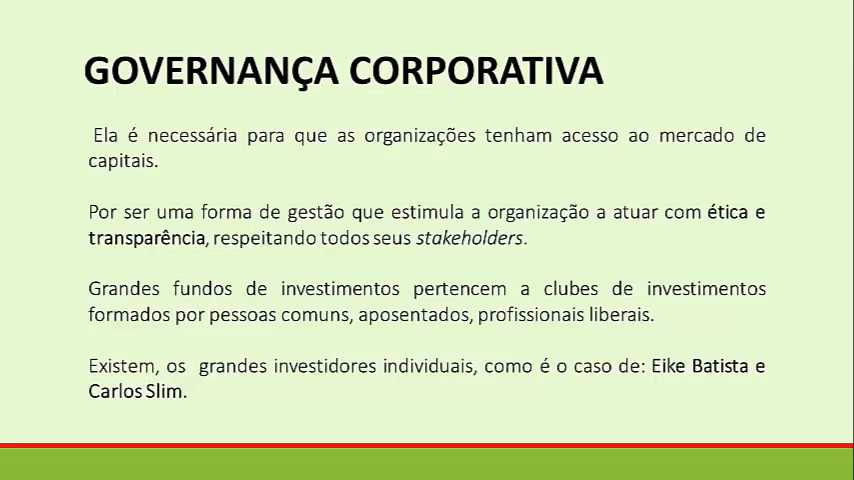 GOVERNANÇA CORPORATIVA
Ela é necessária para que as organizações tenham acesso ao mercado de
capitais.
Por ser uma forma de gestão que estimula a organização a atuar com ética e
transparência, respeitando todos seus stakeholders.
Grandes fundos de investimentos pertencem a clubes de investimentos
formados por pessoas comuns, aposentados, profissionais liberais.
Existem, os grandes investidores individuais, como é o caso de: Eike Batista e
Carlos Slim.